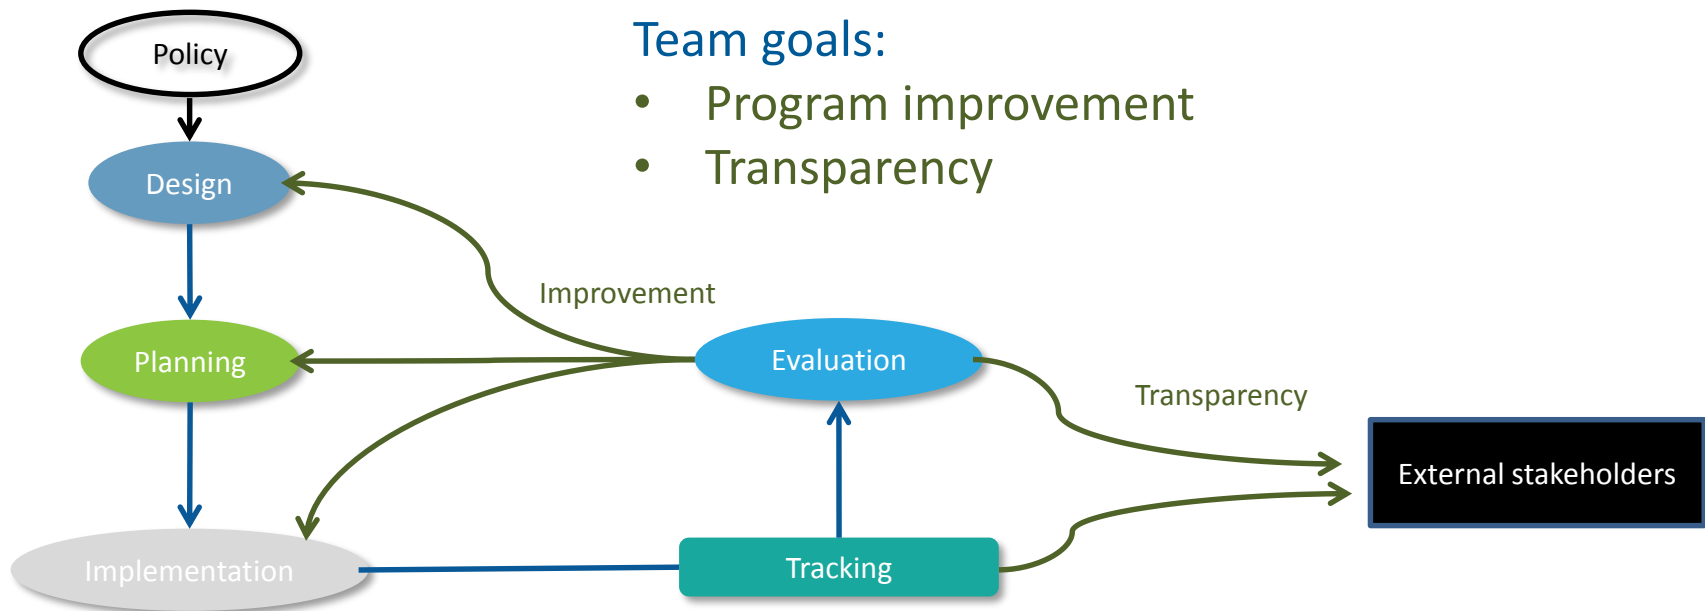 Policy
Team goals:
• Program improvement
• Transparency
Design
Improvement
Planning
Evaluation
Transparency
External stakeholders
Implementation
Tracking